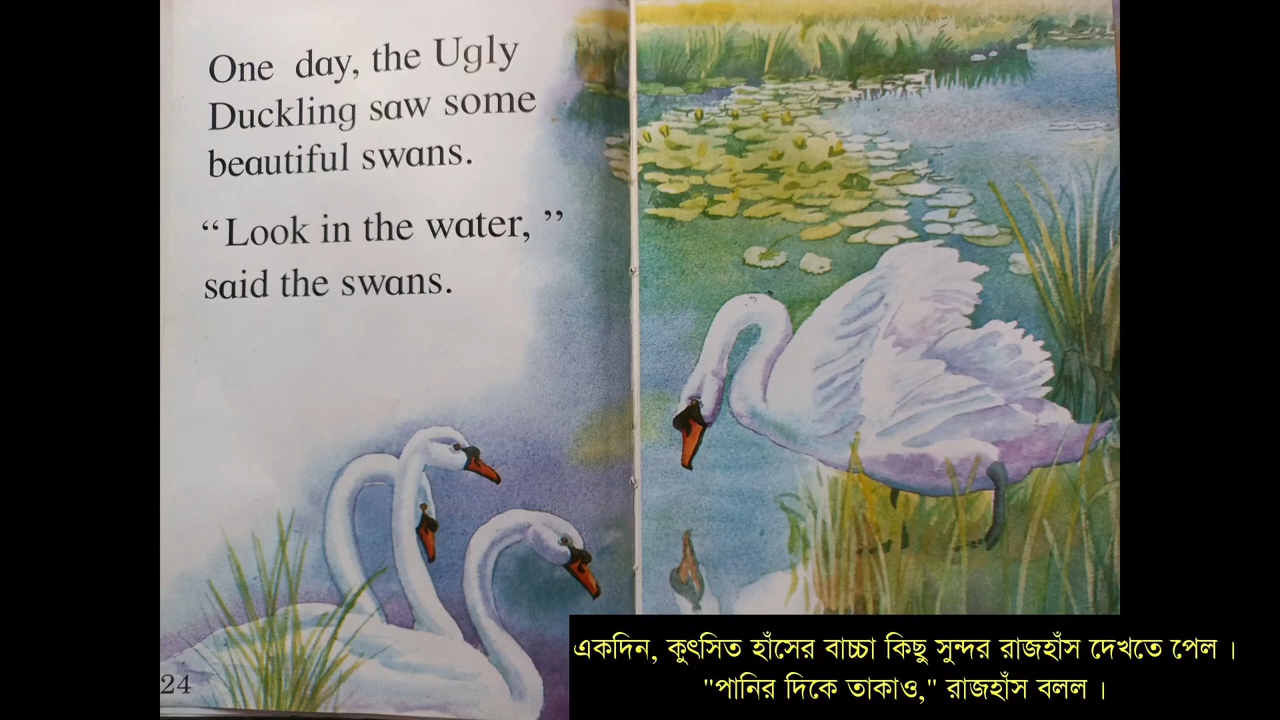 One day, the Ugly
Duckling saw some
beautiful swans.
“Look in the water, ”
said the swans.
24
একদিন, কুৎসিত হাঁসের বাচ্চা কিছু সুন্দর রাজহাঁস দেখতে পেল ।
"পানির দিকে তাকাও," রাজহাঁস বলল ।